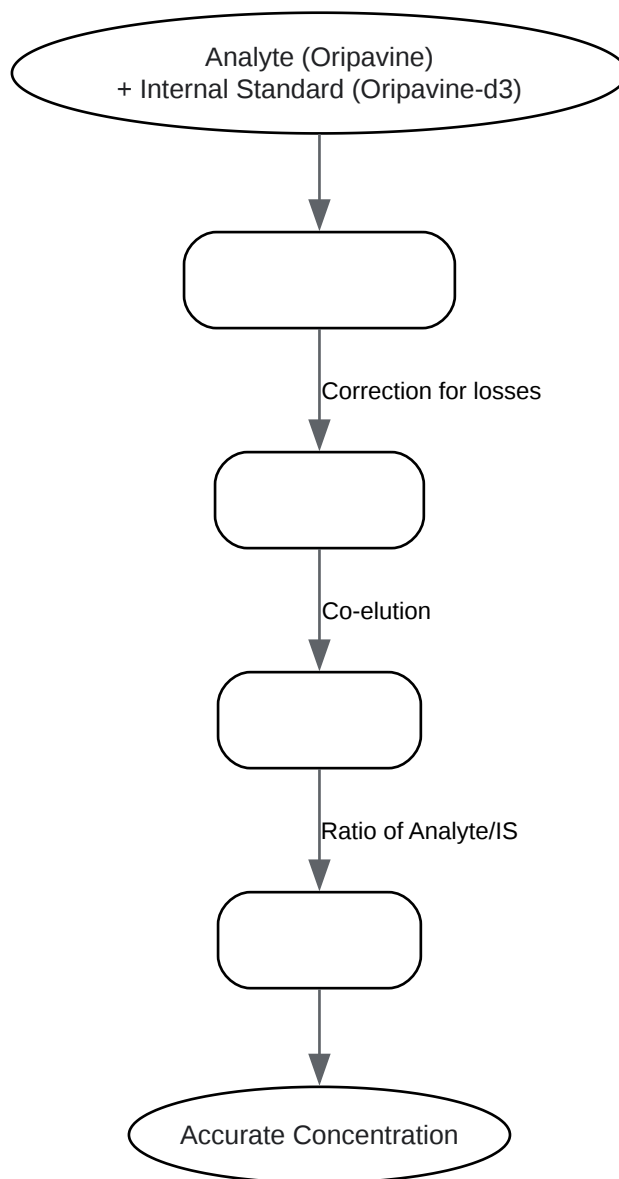 Analyte (Oripavine)
+ Internal Standard (Oripavine-d3)
Correction for losses
Co-elution
Ratio of Analyte/IS
Accurate Concentration